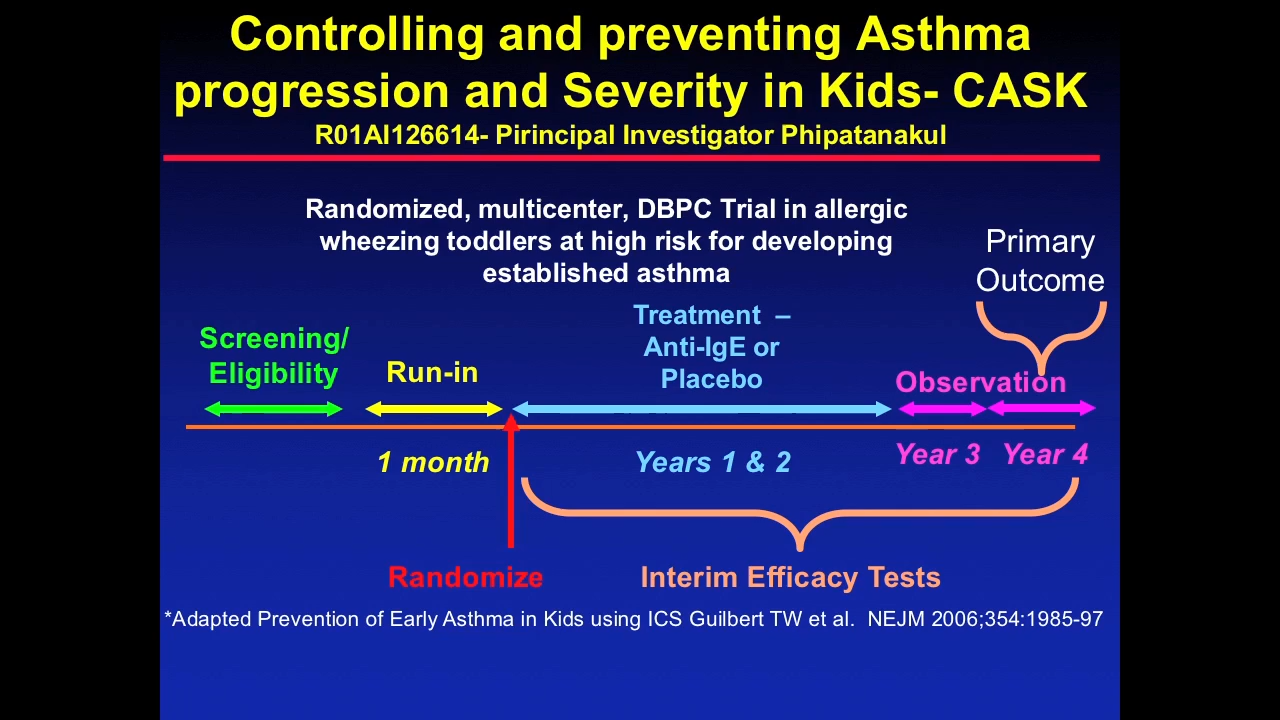 Controlling and preventing Asthma
progression and Severity in Kids- CASK
R01AI126614- Pirincipal Investigator Phipatanakul
Randomized, multicenter, DBPC Trial in allergic
wheezing toddlers at high risk for developing
established asthma
Primary
Outcome
Treatment –
Anti-IgE or
Placebo
Screening/
Eligibility
Run-in
Observation
1 month
Years 1 & 2
Year 3
Year 4
Randomize
Interim Efficacy Tests
*Adapted Prevention of Early Asthma in Kids using ICS Guilbert TW et al.  NEJM 2006;354:1985-97